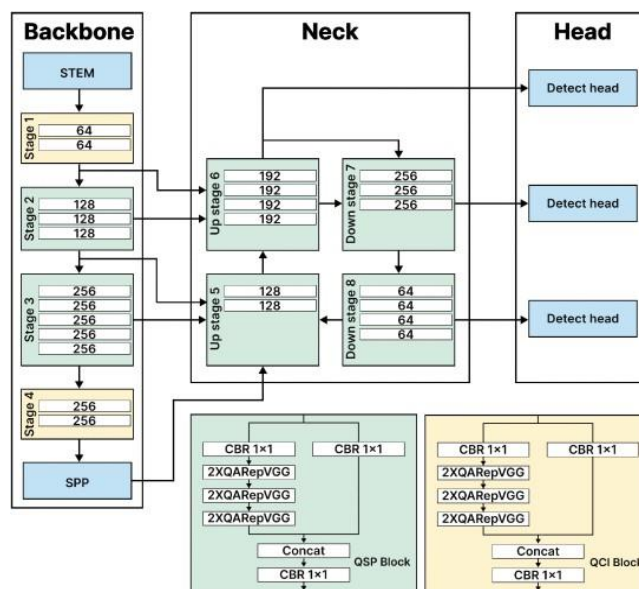 Backbone
Neck
Head
STEM
Stage 1
64
64
Stage 2
128
128
128
Stage 3
256
256
256
256
256
Stage 4
256
256
SPP
Up stage 6
192
192
192
192
Down stage 7
256
256
256
Up stage 5
128
128
Down stage 8
64
64
64
64
Detect head
Detect head
Detect head
CBR 1×1
CBR 1×1
2XQARepVGG
2XQARepVGG
2XQARepVGG
Concat
QSP Block
CBR 1×1
CBR 1×1
CBR 1×1
2XQARepVGG
2XQARepVGG
2XQARepVGG
Concat
QCI Block
CBR 1×1